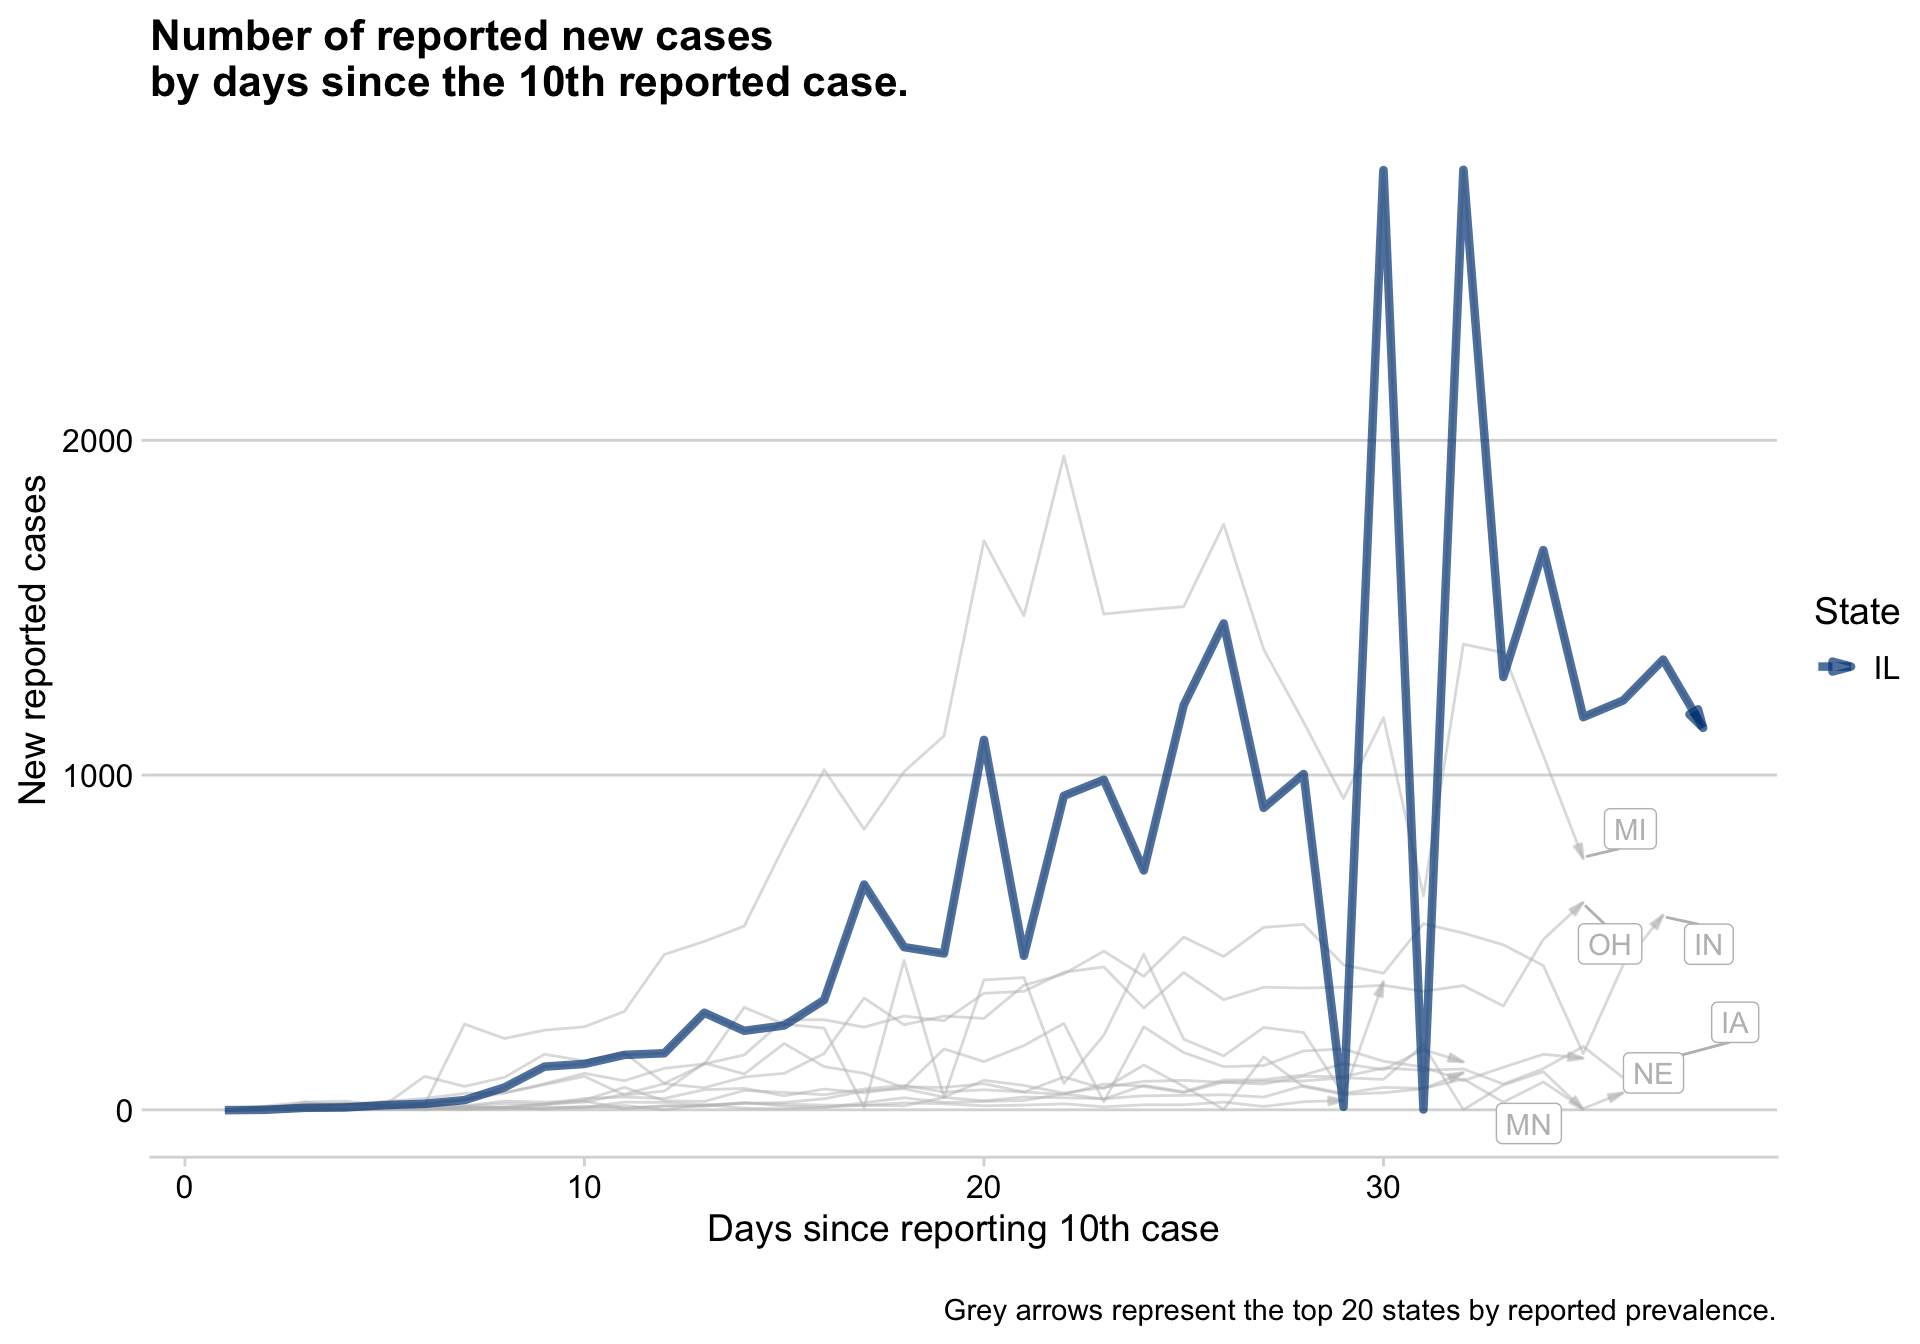 Number of reported new cases
by days since the 10th reported case.
New reported cases
2000
1000
0
0
10
20
30
Days since reporting 10th case
MI
OH
IN
IA
NE
MN
State
IL
Grey arrows represent the top 20 states by reported prevalence.